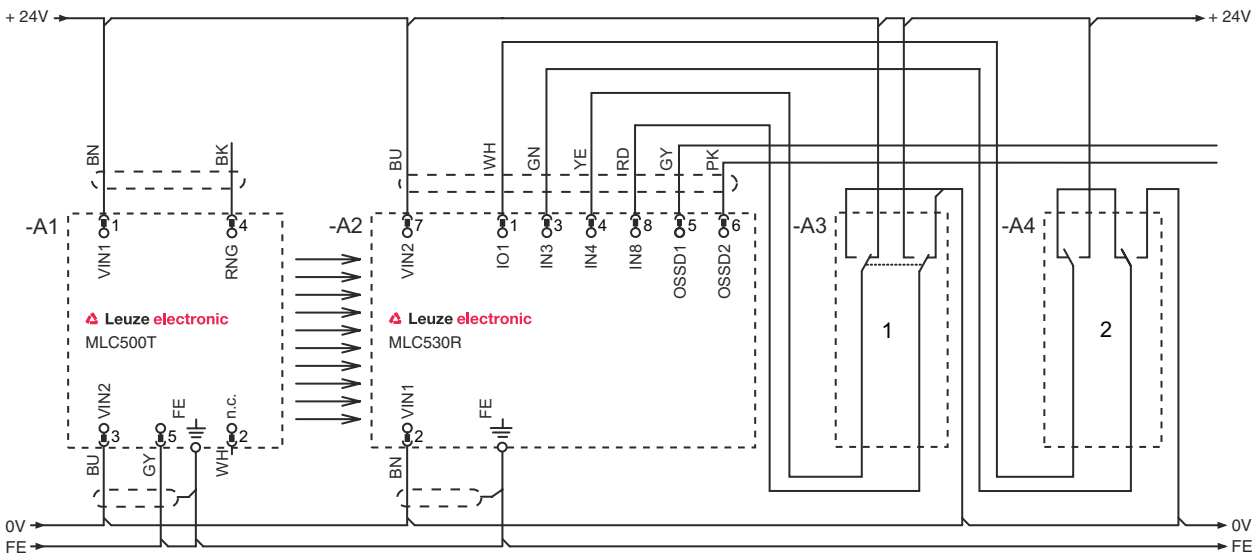 + 24V
+ 24V
BN
BK
BU
WH
GN
YE
RD
GY
PK
-A1
1
4
-A2
7
1
3
4
8
5
6
-A3
-A4
VIN1
RNG
VIN2
IO1
IN3
IN4
IN8
OSSD1
OSSD2
Leuze electronic
MLC500T
Leuze electronic
MLC530R
1
2
VIN2
FE
n.c.
VIN1
FE
3
5
2
2
BU
GY
WH
BN
0V
0V
FE
FE